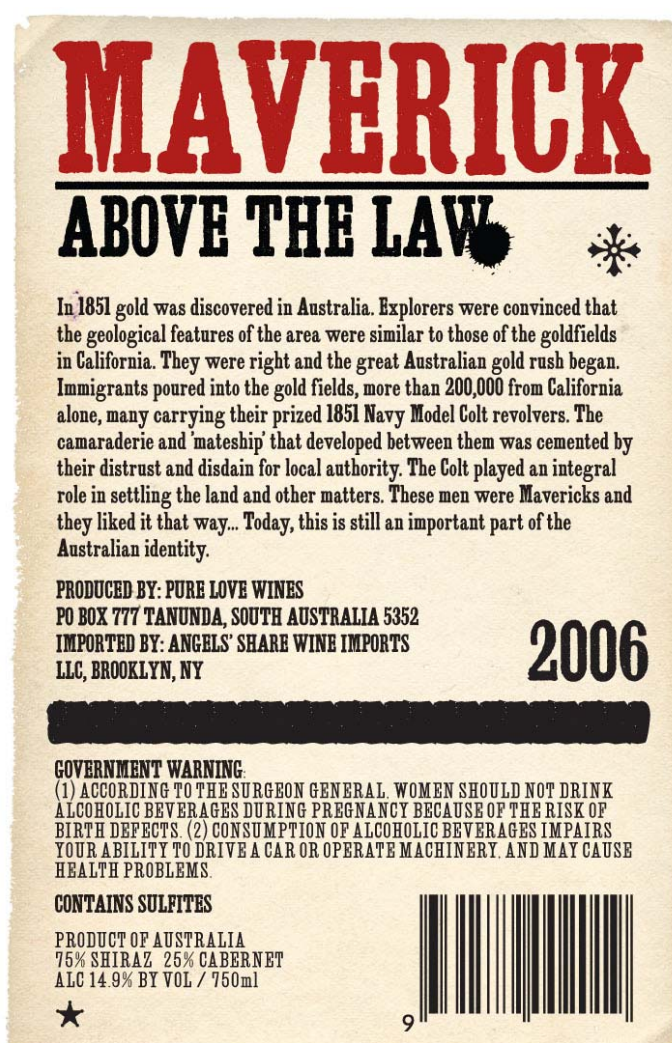 MAVERICK
ABOVE THE LAW
In 1851 gold was discovered in Australia. Explorers were convinced that
the geological features of the area were similar to those of the goldfields
in California. They were right and the great Australian gold rush began.
Immigrants poured into the gold fields, more than 200,000 from California
alone, many carrying their prized 1851 Navy Model Colt revolvers. The
camaraderie and 'mateship' that developed between them was cemented by
their distrust and disdain for local authority. The Colt played an integral
role in settling the land and other matters. These men were Mavericks and
they liked it that way... Today, this is still an important part of the
Australian identity.
PRODUCED BY: PURE LOVE WINES
PO BOX 777 TANUNDA, SOUTH AUSTRALIA 5352
IMPORTED BY: ANGELS' SHARE WINE IMPORTS
LLC, BROOKLYN, NY
2006
GOVERNMENT WARNING:
(1) ACCORDING TO THE SURGEON GENERAL, WOMEN SHOULD NOT DRINK
ALCOHOLIC BEVERAGES DURING PREGNANCY BECAUSE OF THE RISK OF
BIRTH DEFECTS. (2) CONSUMPTION OF ALCOHOLIC BEVERAGES IMPAIRS
YOUR ABILITY TO DRIVE A CAR OR OPERATE MACHINERY, AND MAY CAUSE
HEALTH PROBLEMS.
CONTAINS SULFITES
PRODUCT OF AUSTRALIA
75% SHIRAZ 25% CABERNET
ALC 14.9% BY VOL / 750ml
9